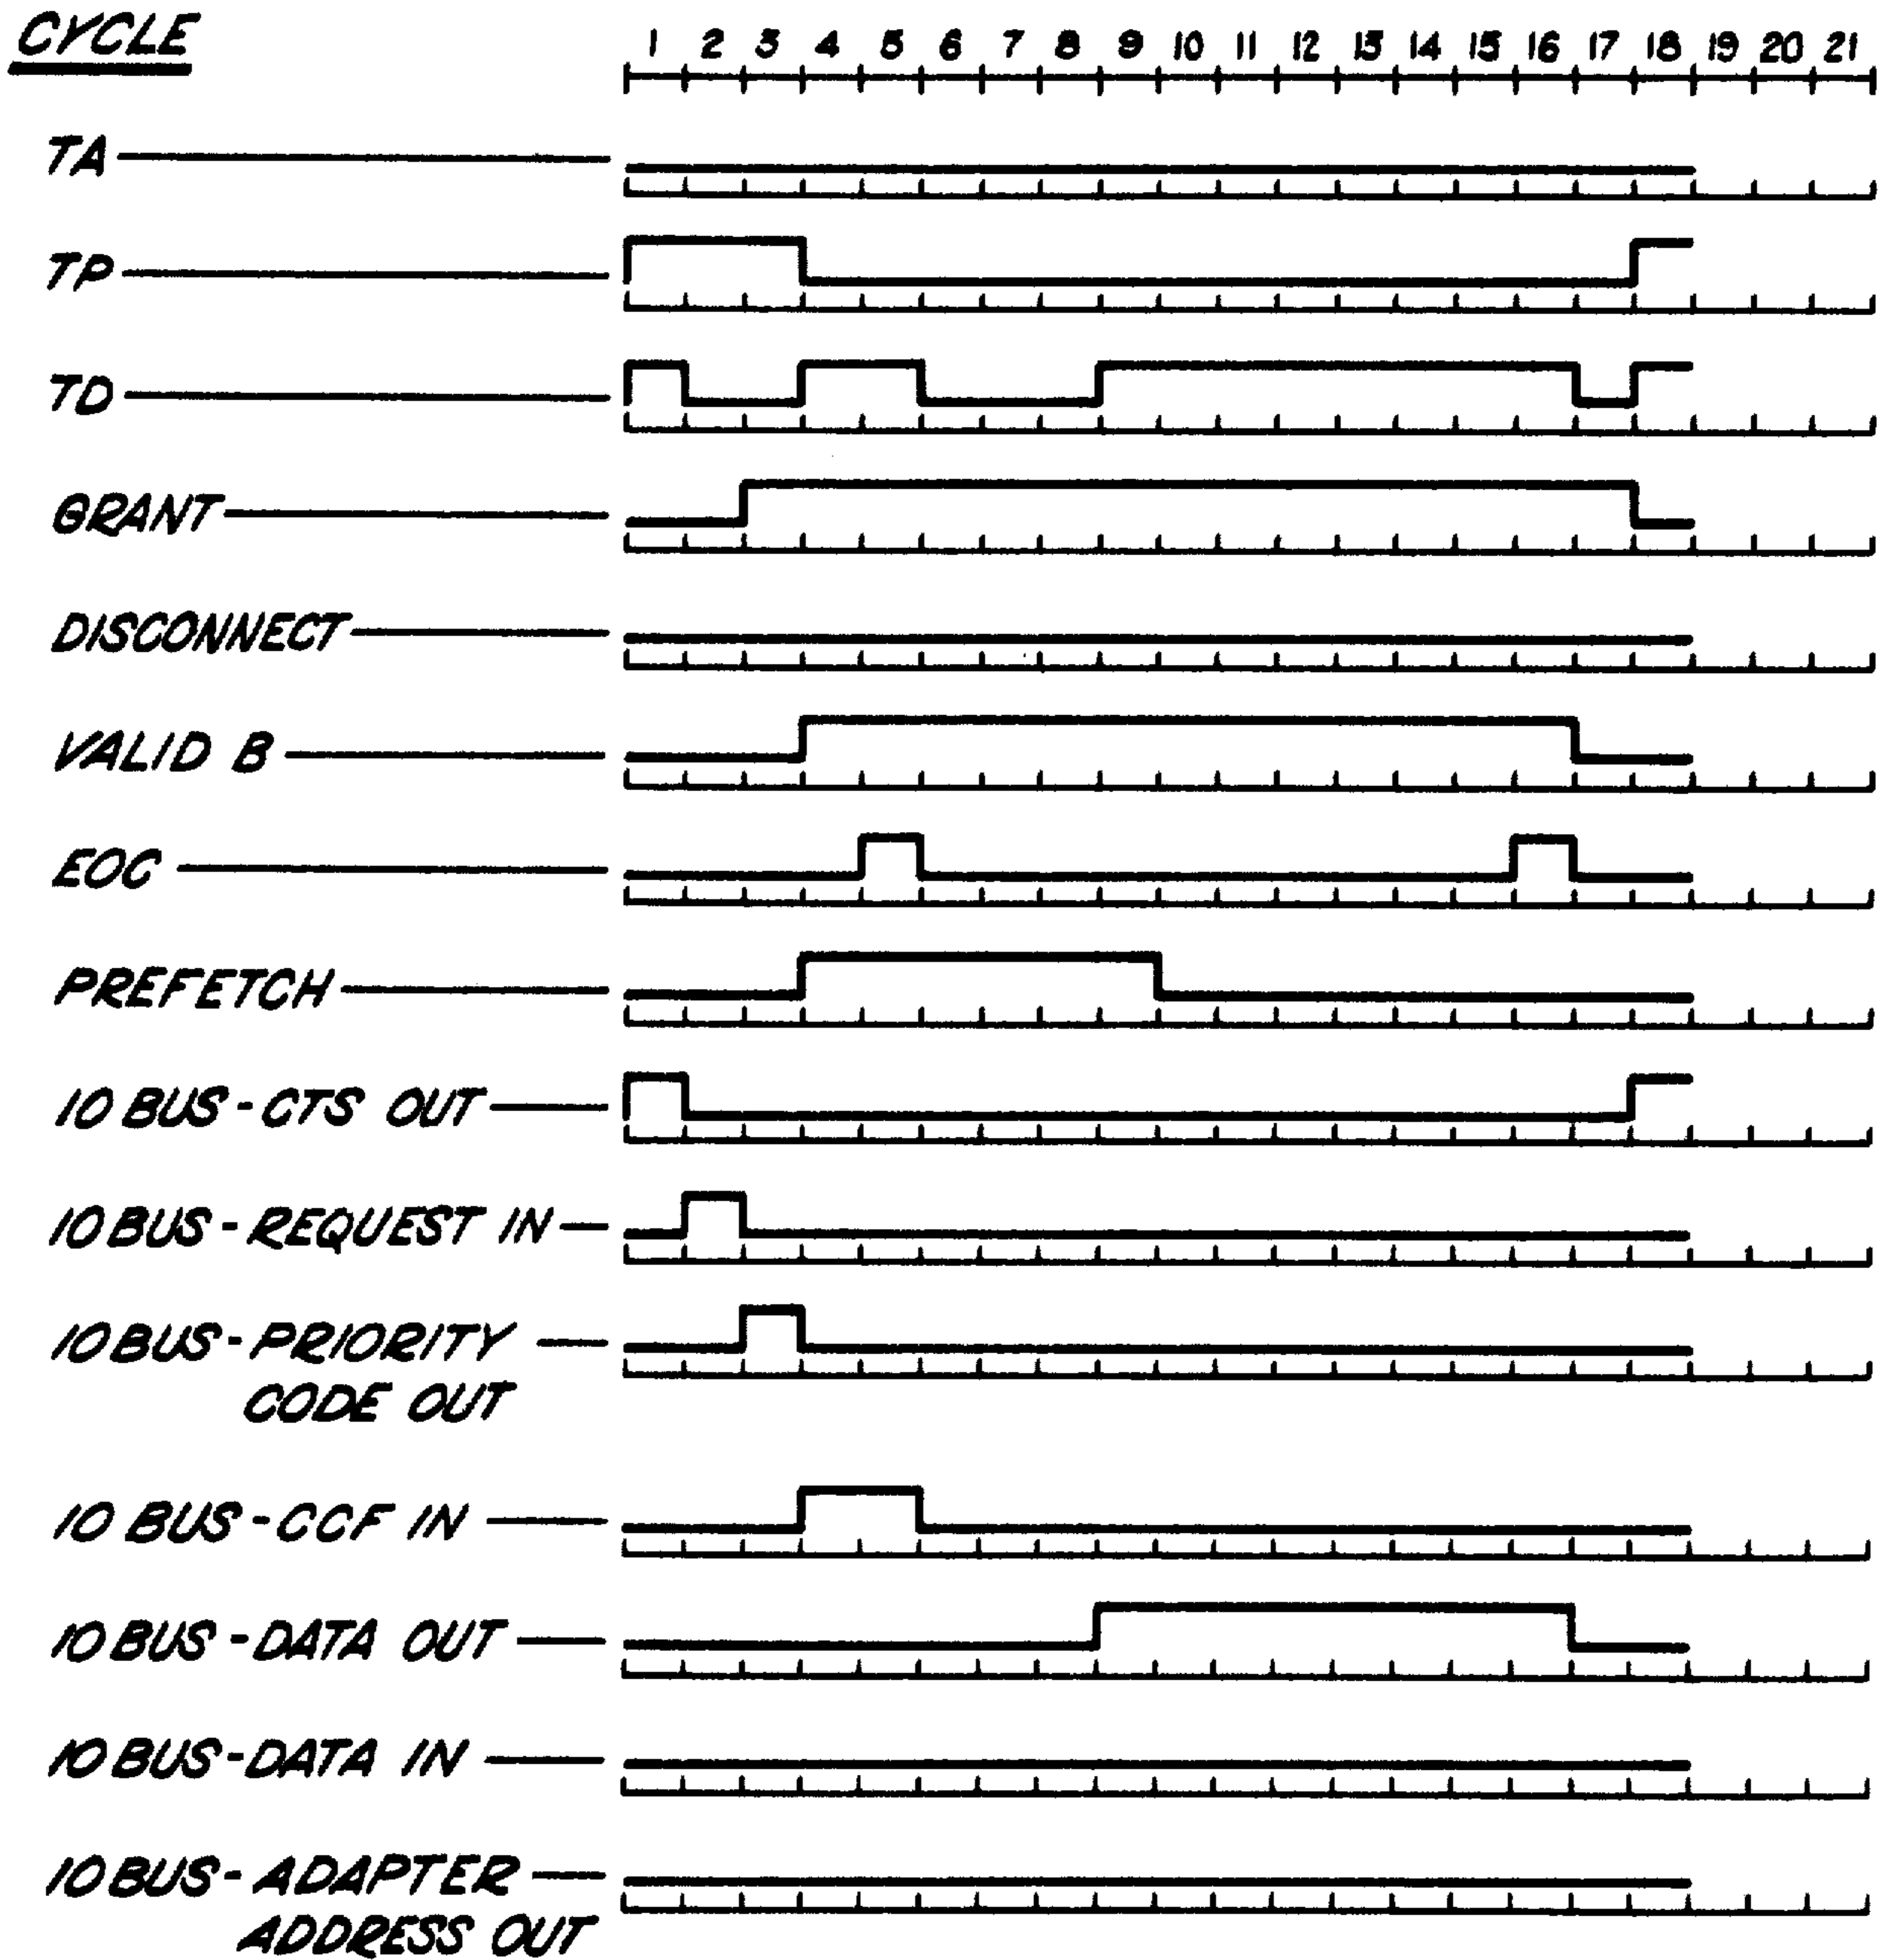 CYCLE
1 2 3 4 5 6 7 8 9 10 11 12 13 14 15 16 17 18 19 20 21
TA
TP
TD
GRANT
DISCONNECT
VALID B
EOC
PREFETCH
IO BUS - CTS OUT
IO BUS - REQUEST IN
IO BUS - PRIORITY
CODE OUT
IO BUS - CCF IN
IO BUS - DATA OUT
IO BUS - DATA IN
IO BUS - ADAPTER
ADDRESS OUT